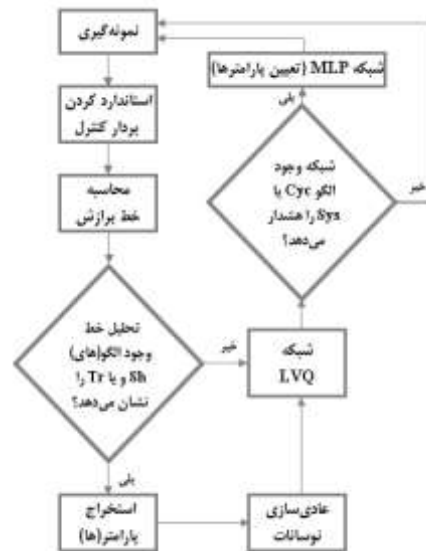 نمونه‌گیری
استاندارد کردن
بردار کنترل
محاسبه
خط برازش
تحلیل خط
وجود الگو(های)
Sh و یا Tr را
نشان می‌دهد؟
خیر
بلی
استخراج
پارامتر(ها)
عادی‌سازی
نوسانات
شبکه
LVQ
شبکه وجود
الگو Cyc یا
Sys را هشدار
می‌دهد؟
بلی
خیر
شبکه MLP (تعیین پارامترها)